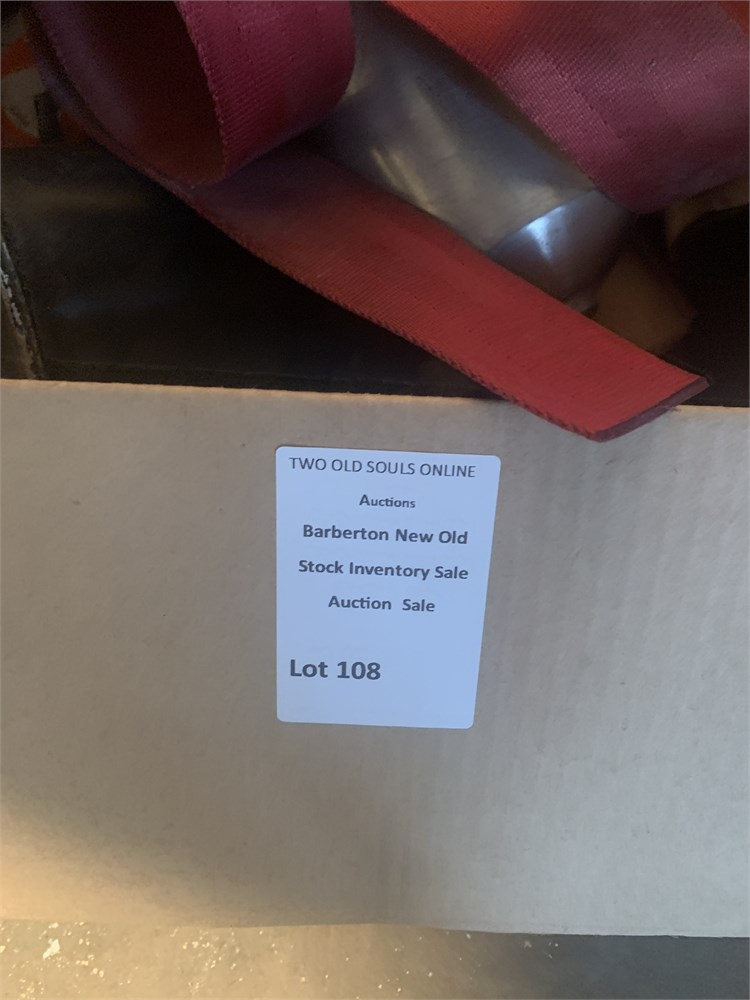 TWO OLD SOULS ONLINE
Auctions
Barberton New Old
Stock Inventory Sale
Auction Sale
Lot 108